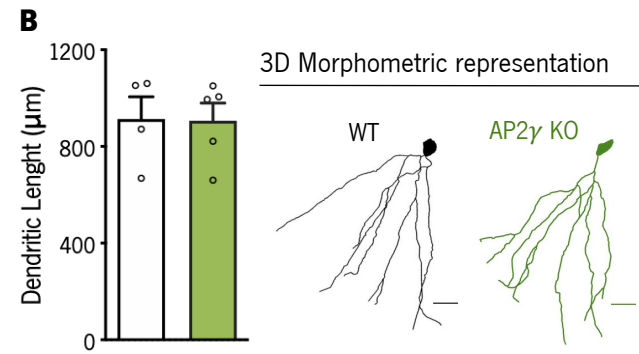 B
1200
800
400
0
Dendritic Lenght (μm)
3D Morphometric representation
WT
AP2γ KO